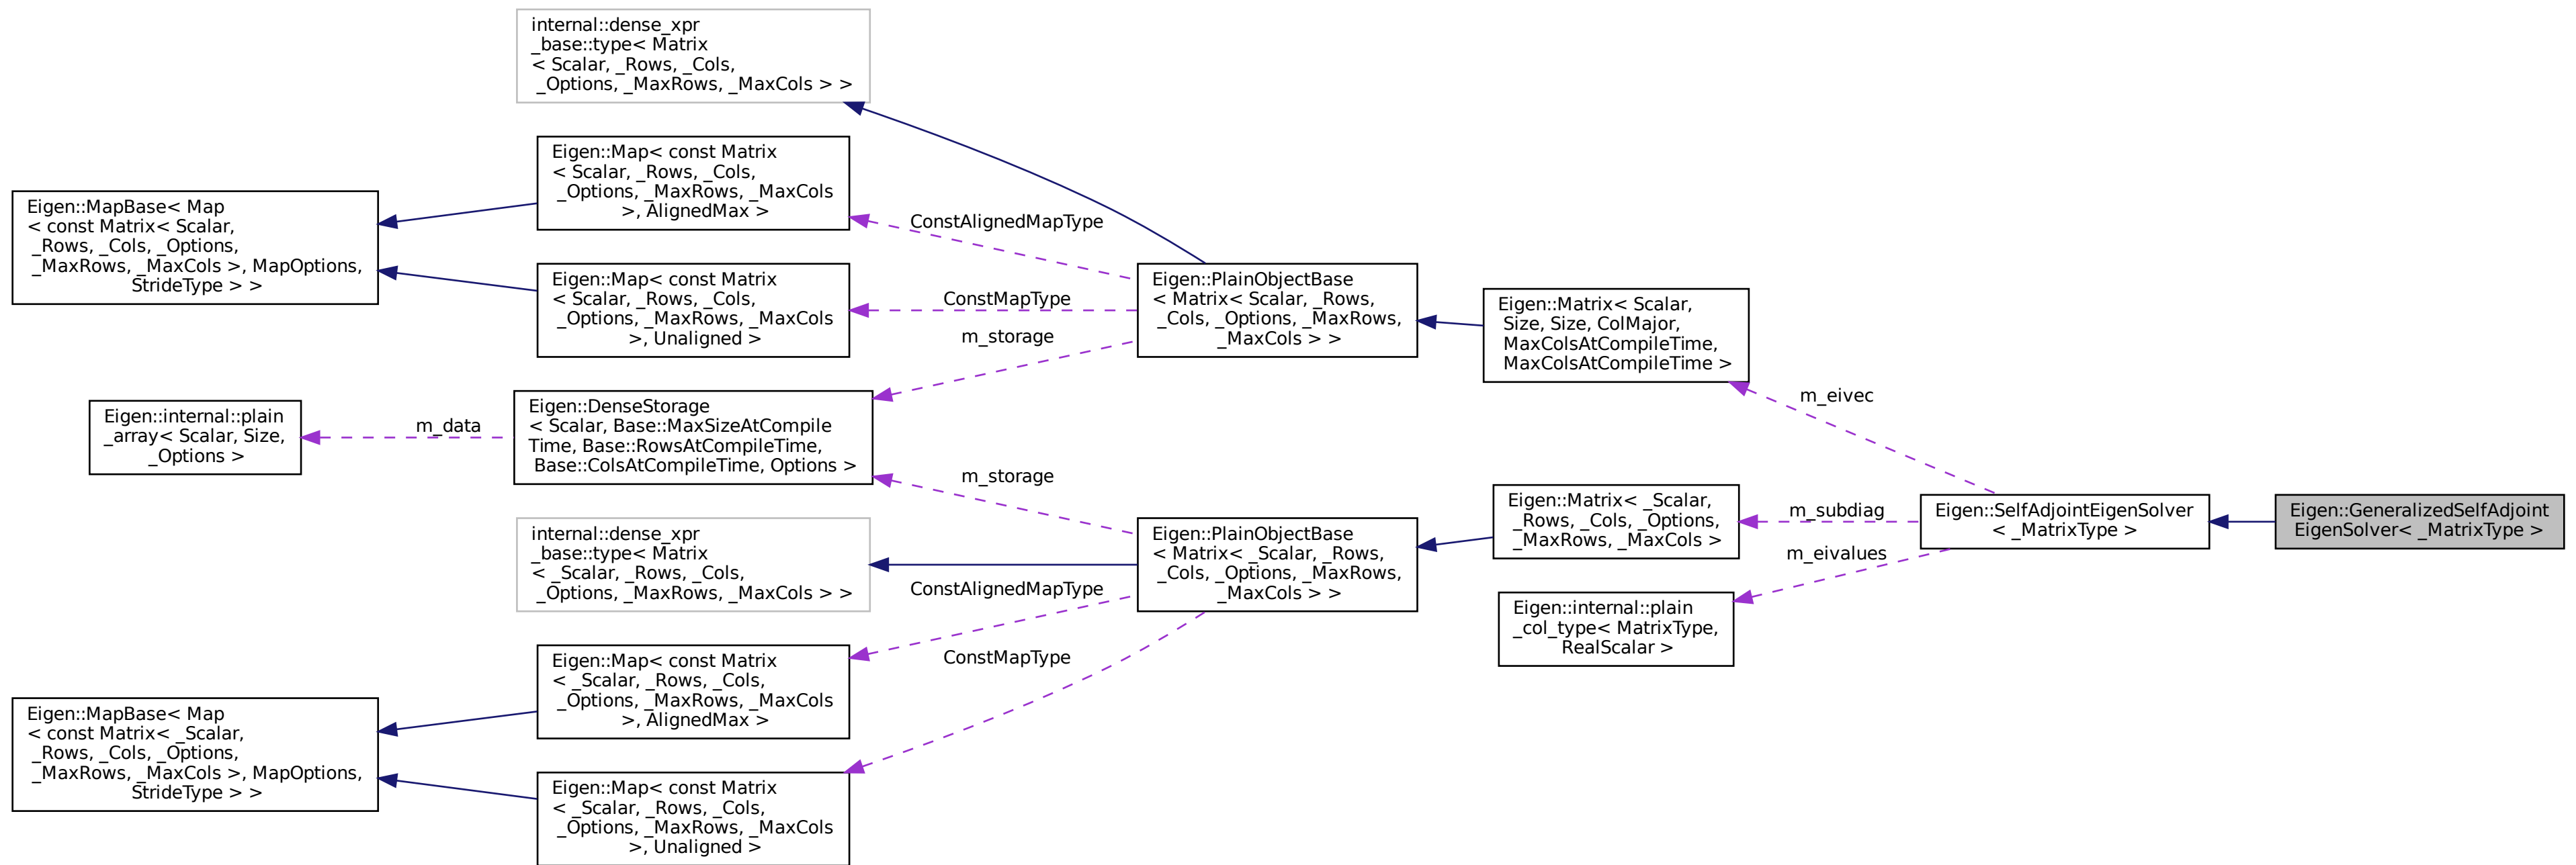 internal::dense_xpr
_base::type< Matrix
< Scalar, _Rows, _Cols,
_Options, _MaxRows, _MaxCols > >
Eigen::Map< const Matrix
< Scalar, _Rows, _Cols,
_Options, _MaxRows, _MaxCols
>, AlignedMax >
Eigen::MapBase< Map
< const Matrix< Scalar,
_Rows, _Cols, _Options,
_MaxRows, _MaxCols >, MapOptions,
StrideType > >
ConstAlignedMapType
Eigen::Map< const Matrix
< Scalar, _Rows, _Cols,
_Options, _MaxRows, _MaxCols
>, Unaligned >
ConstMapType
m_storage
Eigen::PlainObjectBase
< Matrix< Scalar, _Rows,
_Cols, _Options, _MaxRows,
_MaxCols > >
Eigen::Matrix< Scalar,
Size, Size, ColMajor,
MaxColsAtCompileTime,
MaxColsAtCompileTime >
m_eivec
Eigen::internal::plain
_array< Scalar, Size,
_Options >
m_data
Eigen::DenseStorage
< Scalar, Base::MaxSizeAtCompile
Time, Base::RowsAtCompileTime,
Base::ColsAtCompileTime, Options >
m_storage
internal::dense_xpr
_base::type< Matrix
< _Scalar, _Rows, _Cols,
_Options, _MaxRows, _MaxCols > >
ConstAlignedMapType
Eigen::PlainObjectBase
< Matrix< _Scalar, _Rows,
_Cols, _Options, _MaxRows,
_MaxCols > >
Eigen::Matrix< _Scalar,
_Rows, _Cols, _Options,
_MaxRows, _MaxCols >
m_subdiag
m_eivalues
Eigen::SelfAdjointEigenSolver
< _MatrixType >
Eigen::GeneralizedSelfAdjoint
EigenSolver< _MatrixType >
Eigen::internal::plain
_col_type< MatrixType,
RealScalar >
Eigen::Map< const Matrix
< _Scalar, _Rows, _Cols,
_Options, _MaxRows, _MaxCols
>, AlignedMax >
ConstMapType
Eigen::MapBase< Map
< const Matrix< _Scalar,
_Rows, _Cols, _Options,
_MaxRows, _MaxCols >, MapOptions,
StrideType > >
Eigen::Map< const Matrix
< _Scalar, _Rows, _Cols,
_Options, _MaxRows, _MaxCols
>, Unaligned >